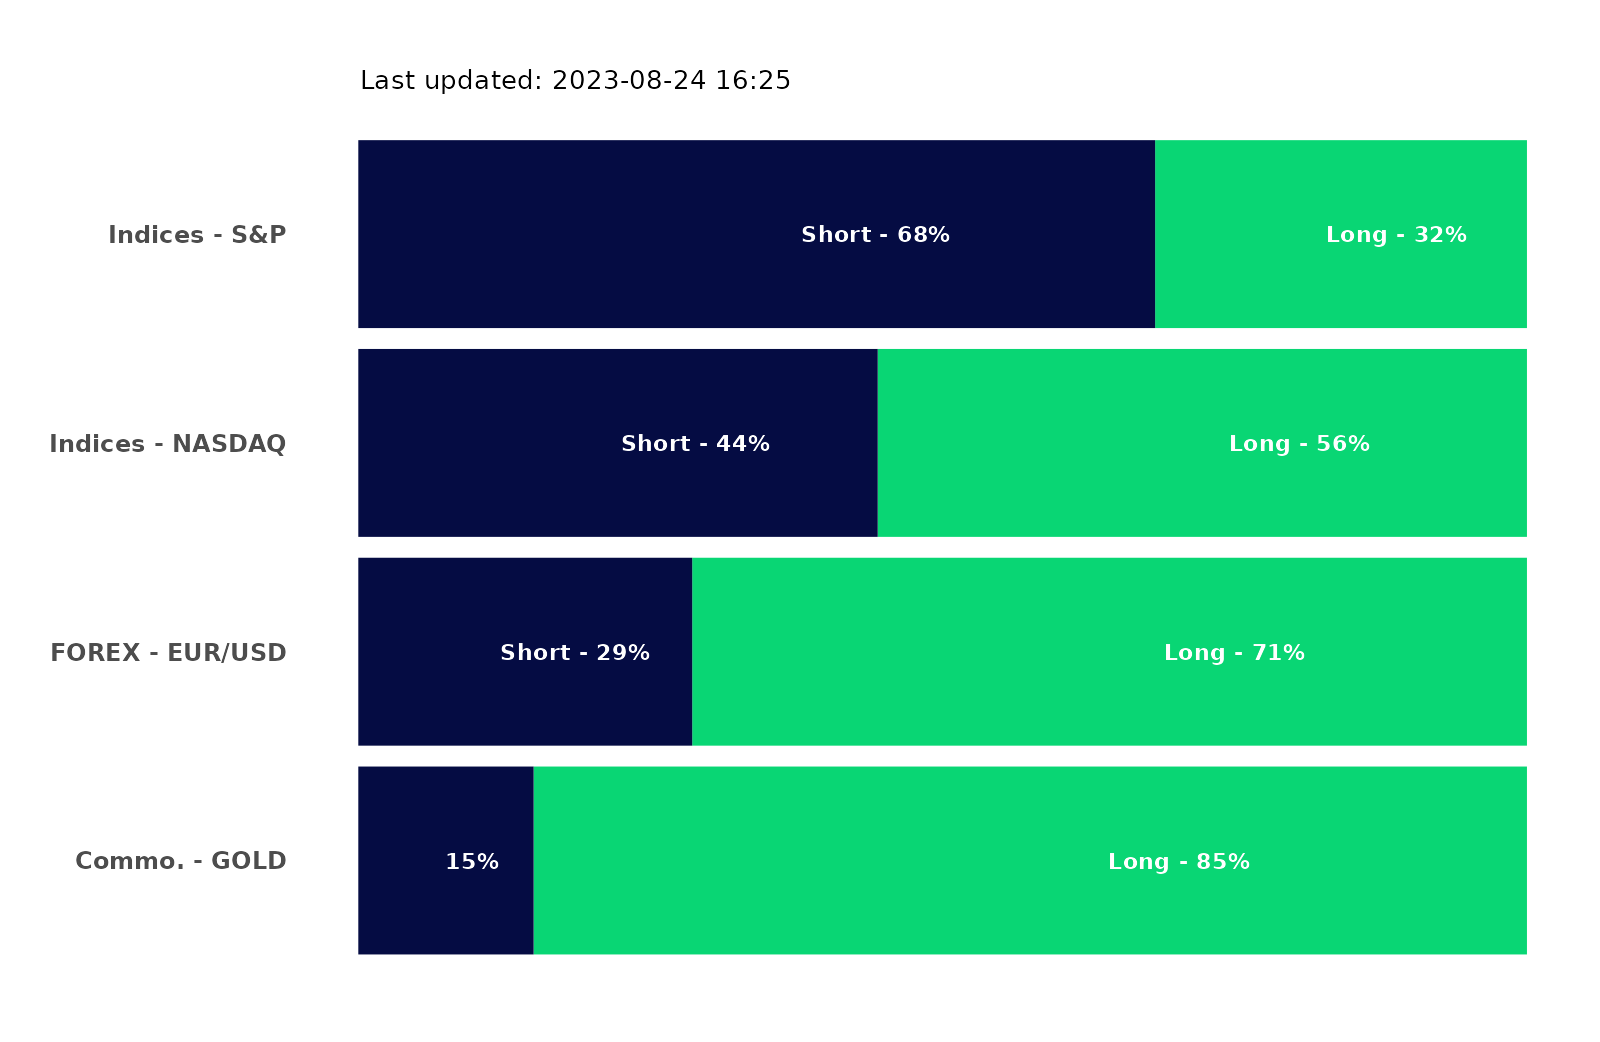 Last updated: 2023-08-24 16:25
Indices - S&P
Short - 68%
Long - 32%
Indices - NASDAQ
Short - 44%
Long - 56%
FOREX - EUR/USD
Short - 29%
Long - 71%
Commo. - GOLD
15%
Long - 85%